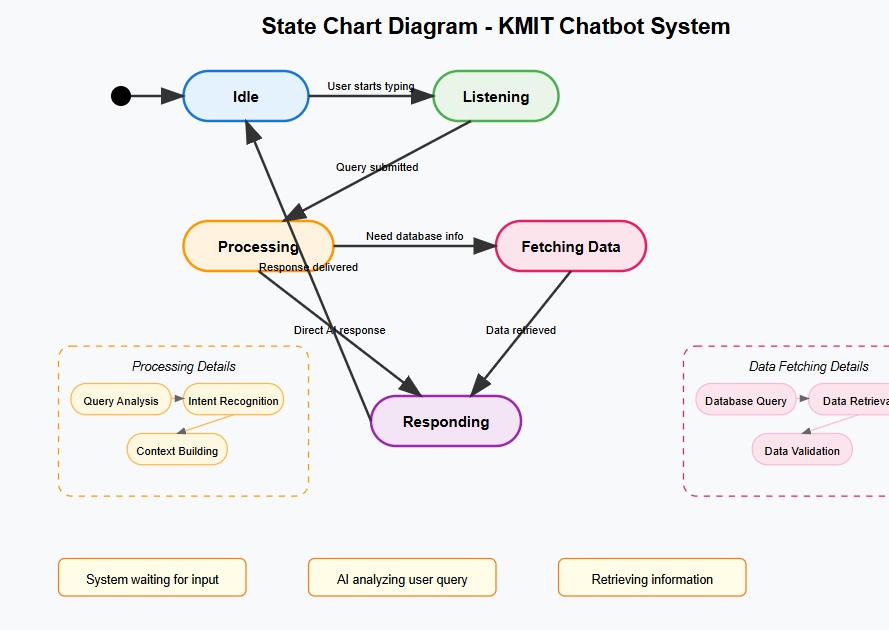 State Chart Diagram - KMIT Chatbot System
Idle
User starts typing
Listening
Query submitted
Processing
Need database info
Fetching Data
Response delivered
Direct AI response
Data retrieved
Responding
Processing Details
Query Analysis
Intent Recognition
Context Building
Data Fetching Details
Database Query
Data Retrieva
Data Validation
System waiting for input
AI analyzing user query
Retrieving information